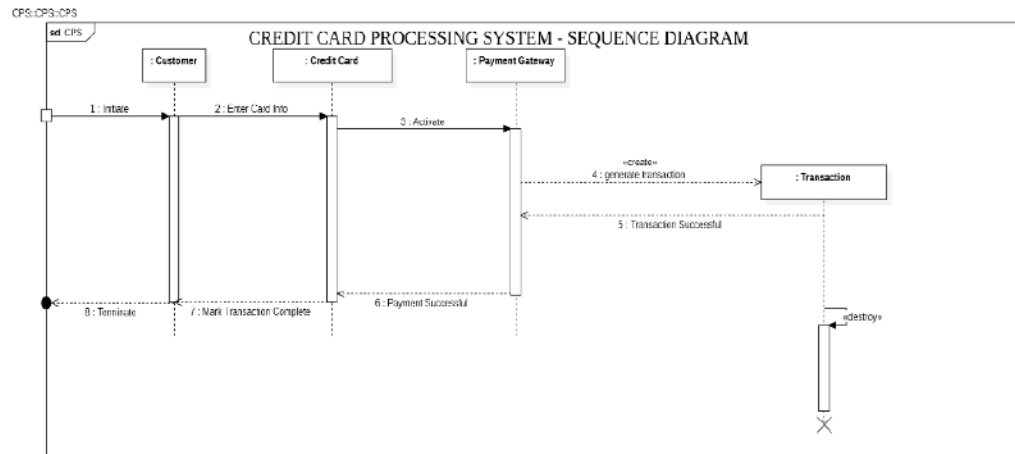 CPS::CPS::CPS
sd CPS
CREDIT CARD PROCESSING SYSTEM - SEQUENCE DIAGRAM
: Customer
: Credit Card
: Payment Gateway
1 : Initiate
2 : Enter Card Info
3 : Activate
«create»
4 : generate transaction
: Transaction
5 : Transaction Successful
6 : Payment Successful
7 : Mark Transaction Complete
8 : Terminate
«destroy»